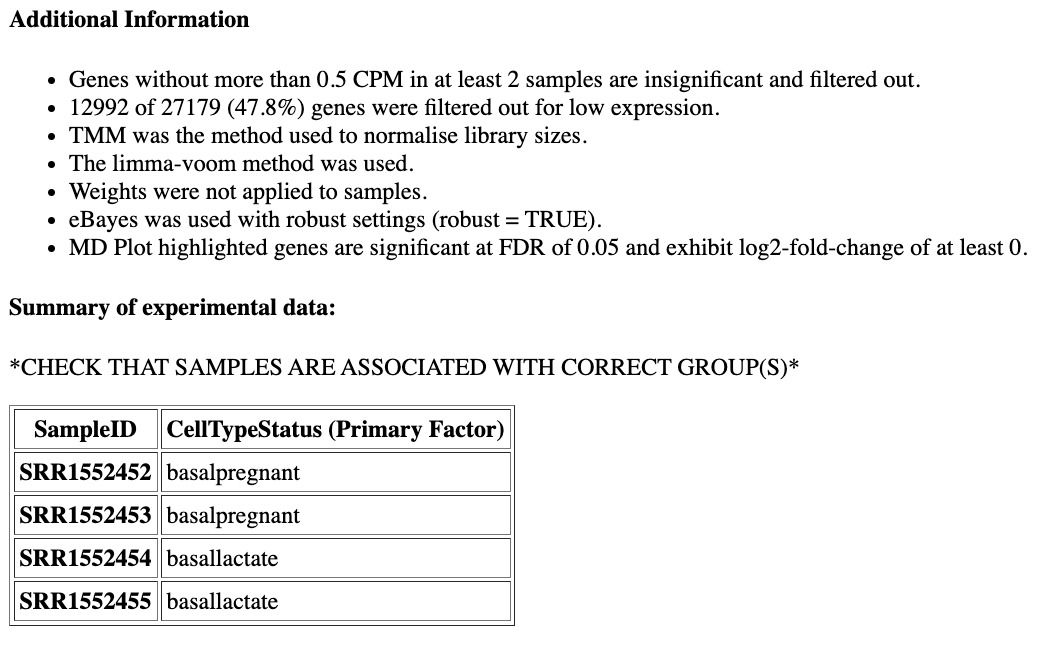 Additional Information
• Genes without more than 0.5 CPM in at least 2 samples are insignificant and filtered out.
• 12992 of 27179 (47.8%) genes were filtered out for low expression.
• TMM was the method used to normalise library sizes.
• The limma-voom method was used.
• Weights were not applied to samples.
• eBayes was used with robust settings (robust = TRUE).
• MD Plot highlighted genes are significant at FDR of 0.05 and exhibit log2-fold-change of at least 0.
Summary of experimental data:
*CHECK THAT SAMPLES ARE ASSOCIATED WITH CORRECT GROUP(S)*
SampleID CellTypeStatus (Primary Factor)
SRR1552452 basalpregnant
SRR1552453 basalpregnant
SRR1552454 basallactate
SRR1552455 basallactate